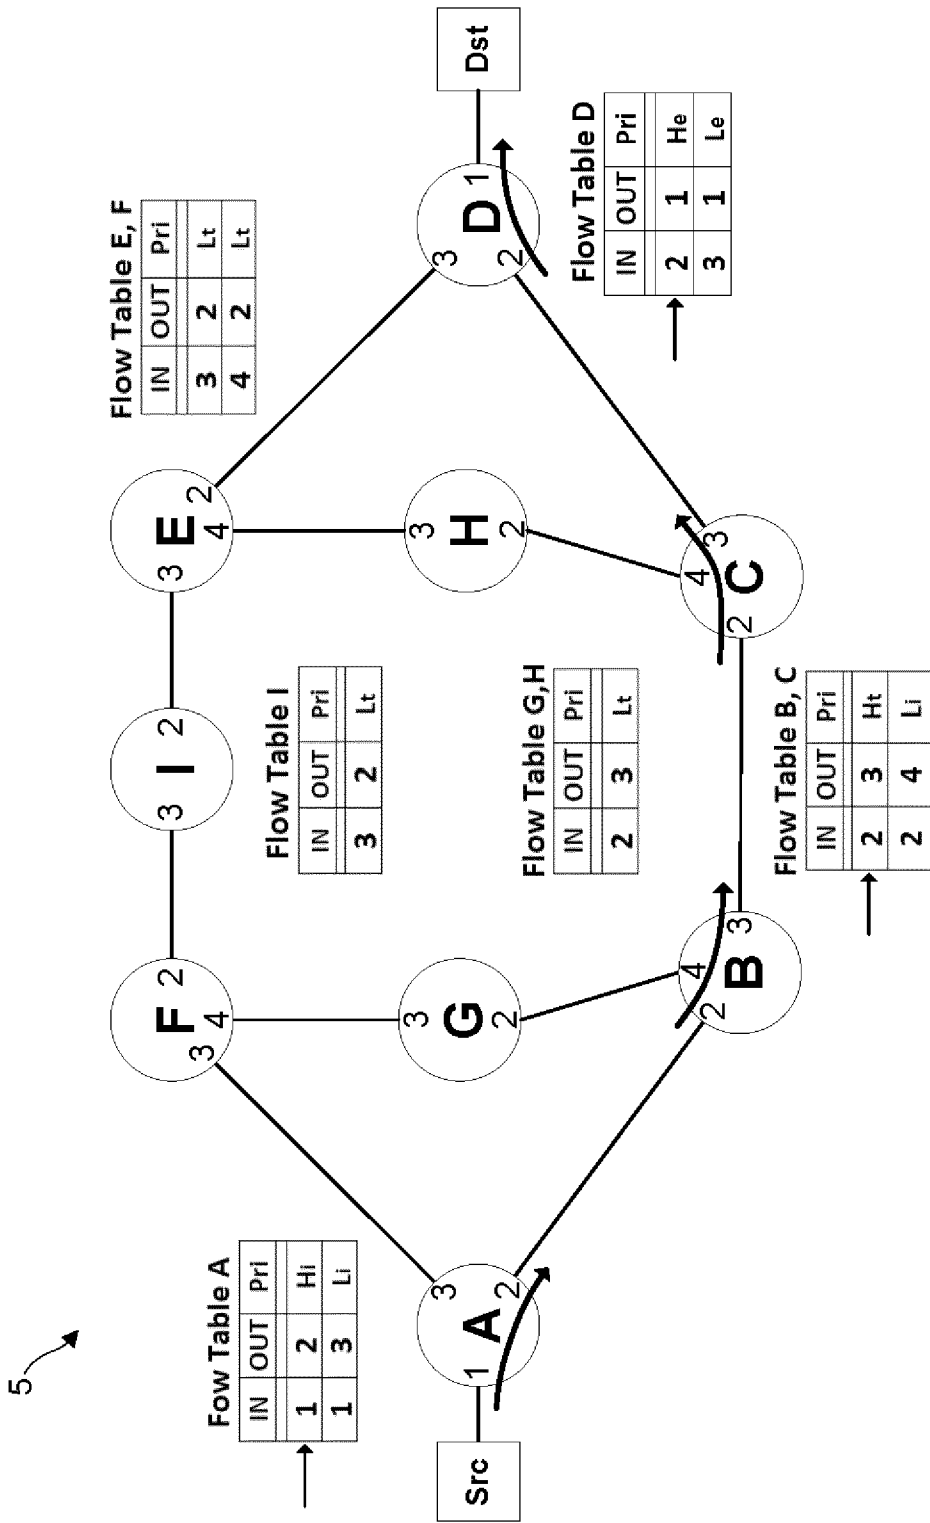 5
Flow Table E, F
IN OUT Pri
3 2 Lt
4 2 Lt
3 F 2
4
3 I 2
3 E 2
4
Fow Table A
IN OUT Pri
1 2 Hi
1 3 Li
Flow Table I
IN OUT Pri
3 2 Lt
Src
3
1 A
2
3
G
2
3
H
2
3
D 1
2
Dst
Flow Table G,H
IN OUT Pri
2 3 Lt
Flow Table D
IN OUT Pri
2 1 He
3 1 Le
4
2 B 3
4
2 C 3
Flow Table B, C
IN OUT Pri
2 3 Ht
2 4 Li